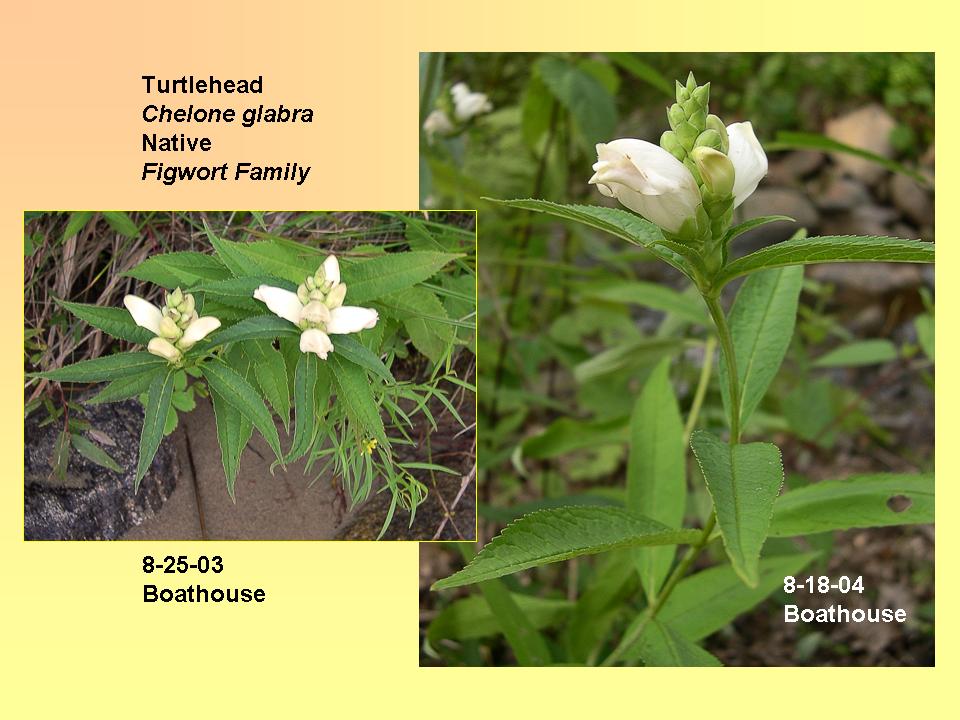 Turtlehead
Chelone glabra
Native
Figwort Family
8-25-03
Boathouse
8-18-04
Boathouse